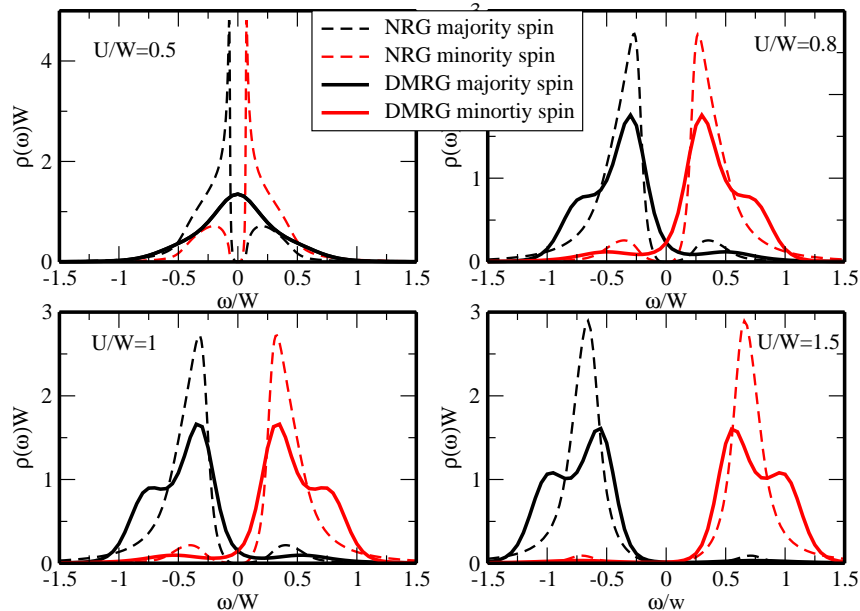 U/W=0.5
NRG majority spin
NRG minority spin
DMRG majority spin
DMRG minortiy spin
U/W=0.8
ρ(ω)W
0
2
4
-1.5 -1 -0.5 0 0.5 1 1.5
ω/W
ρ(ω)W
0
1
2
3
-1.5 -1 -0.5 0 0.5 1 1.5
ω/W
U/W=1
ρ(ω)W
0
1
2
3
-1.5 -1 -0.5 0 0.5 1 1.5
ω/W
U/W=1.5
ρ(ω)W
0
1
2
3
-1.5 -1 -0.5 0 0.5 1 1.5
ω/w